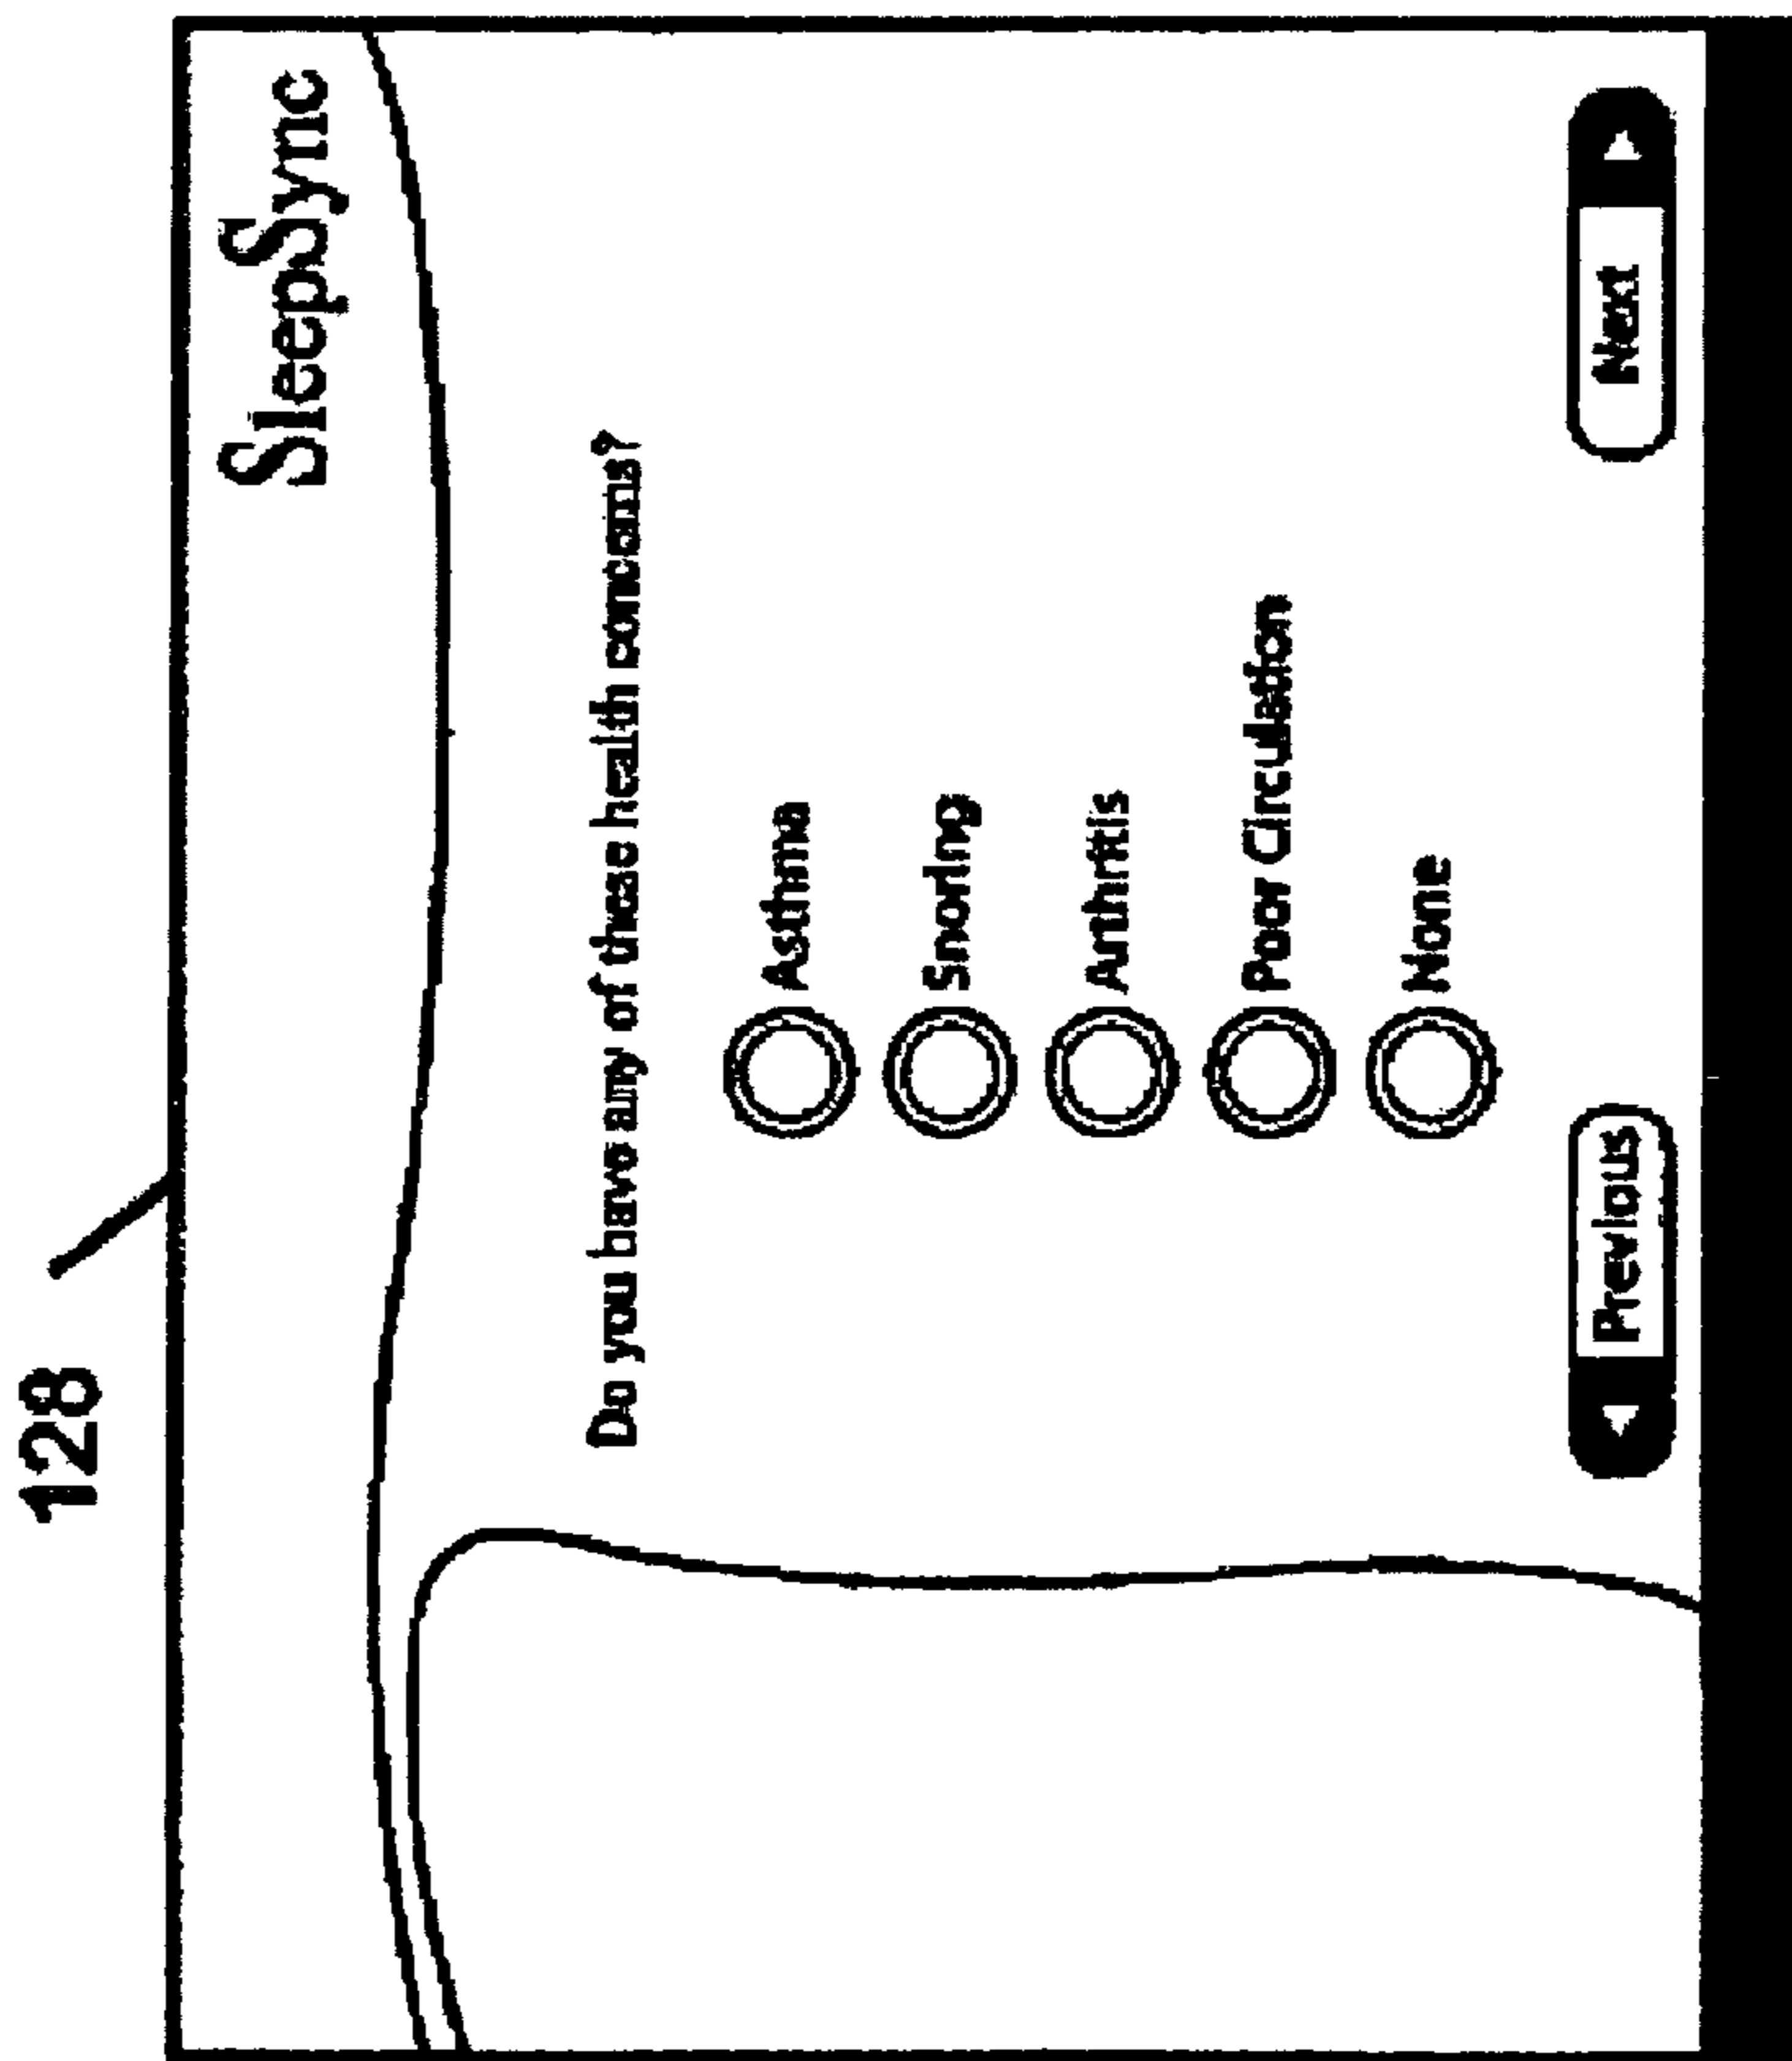 128
SleepSync
Do you have any of these health concerns?
Asthma
Snoring
Arthritis
Poor Circulation
None
Previous
Next